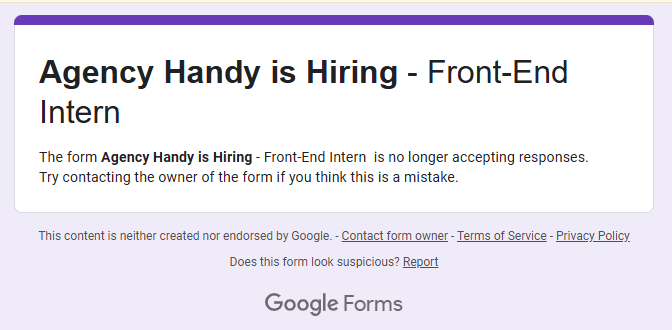 Agency Handy is Hiring - Front-End
Intern
The form Agency Handy is Hiring - Front-End Intern is no longer accepting responses.
Try contacting the owner of the form if you think this is a mistake.
This content is neither created nor endorsed by Google. - Contact form owner - Terms of Service - Privacy Policy
Does this form look suspicious? Report
Google Forms